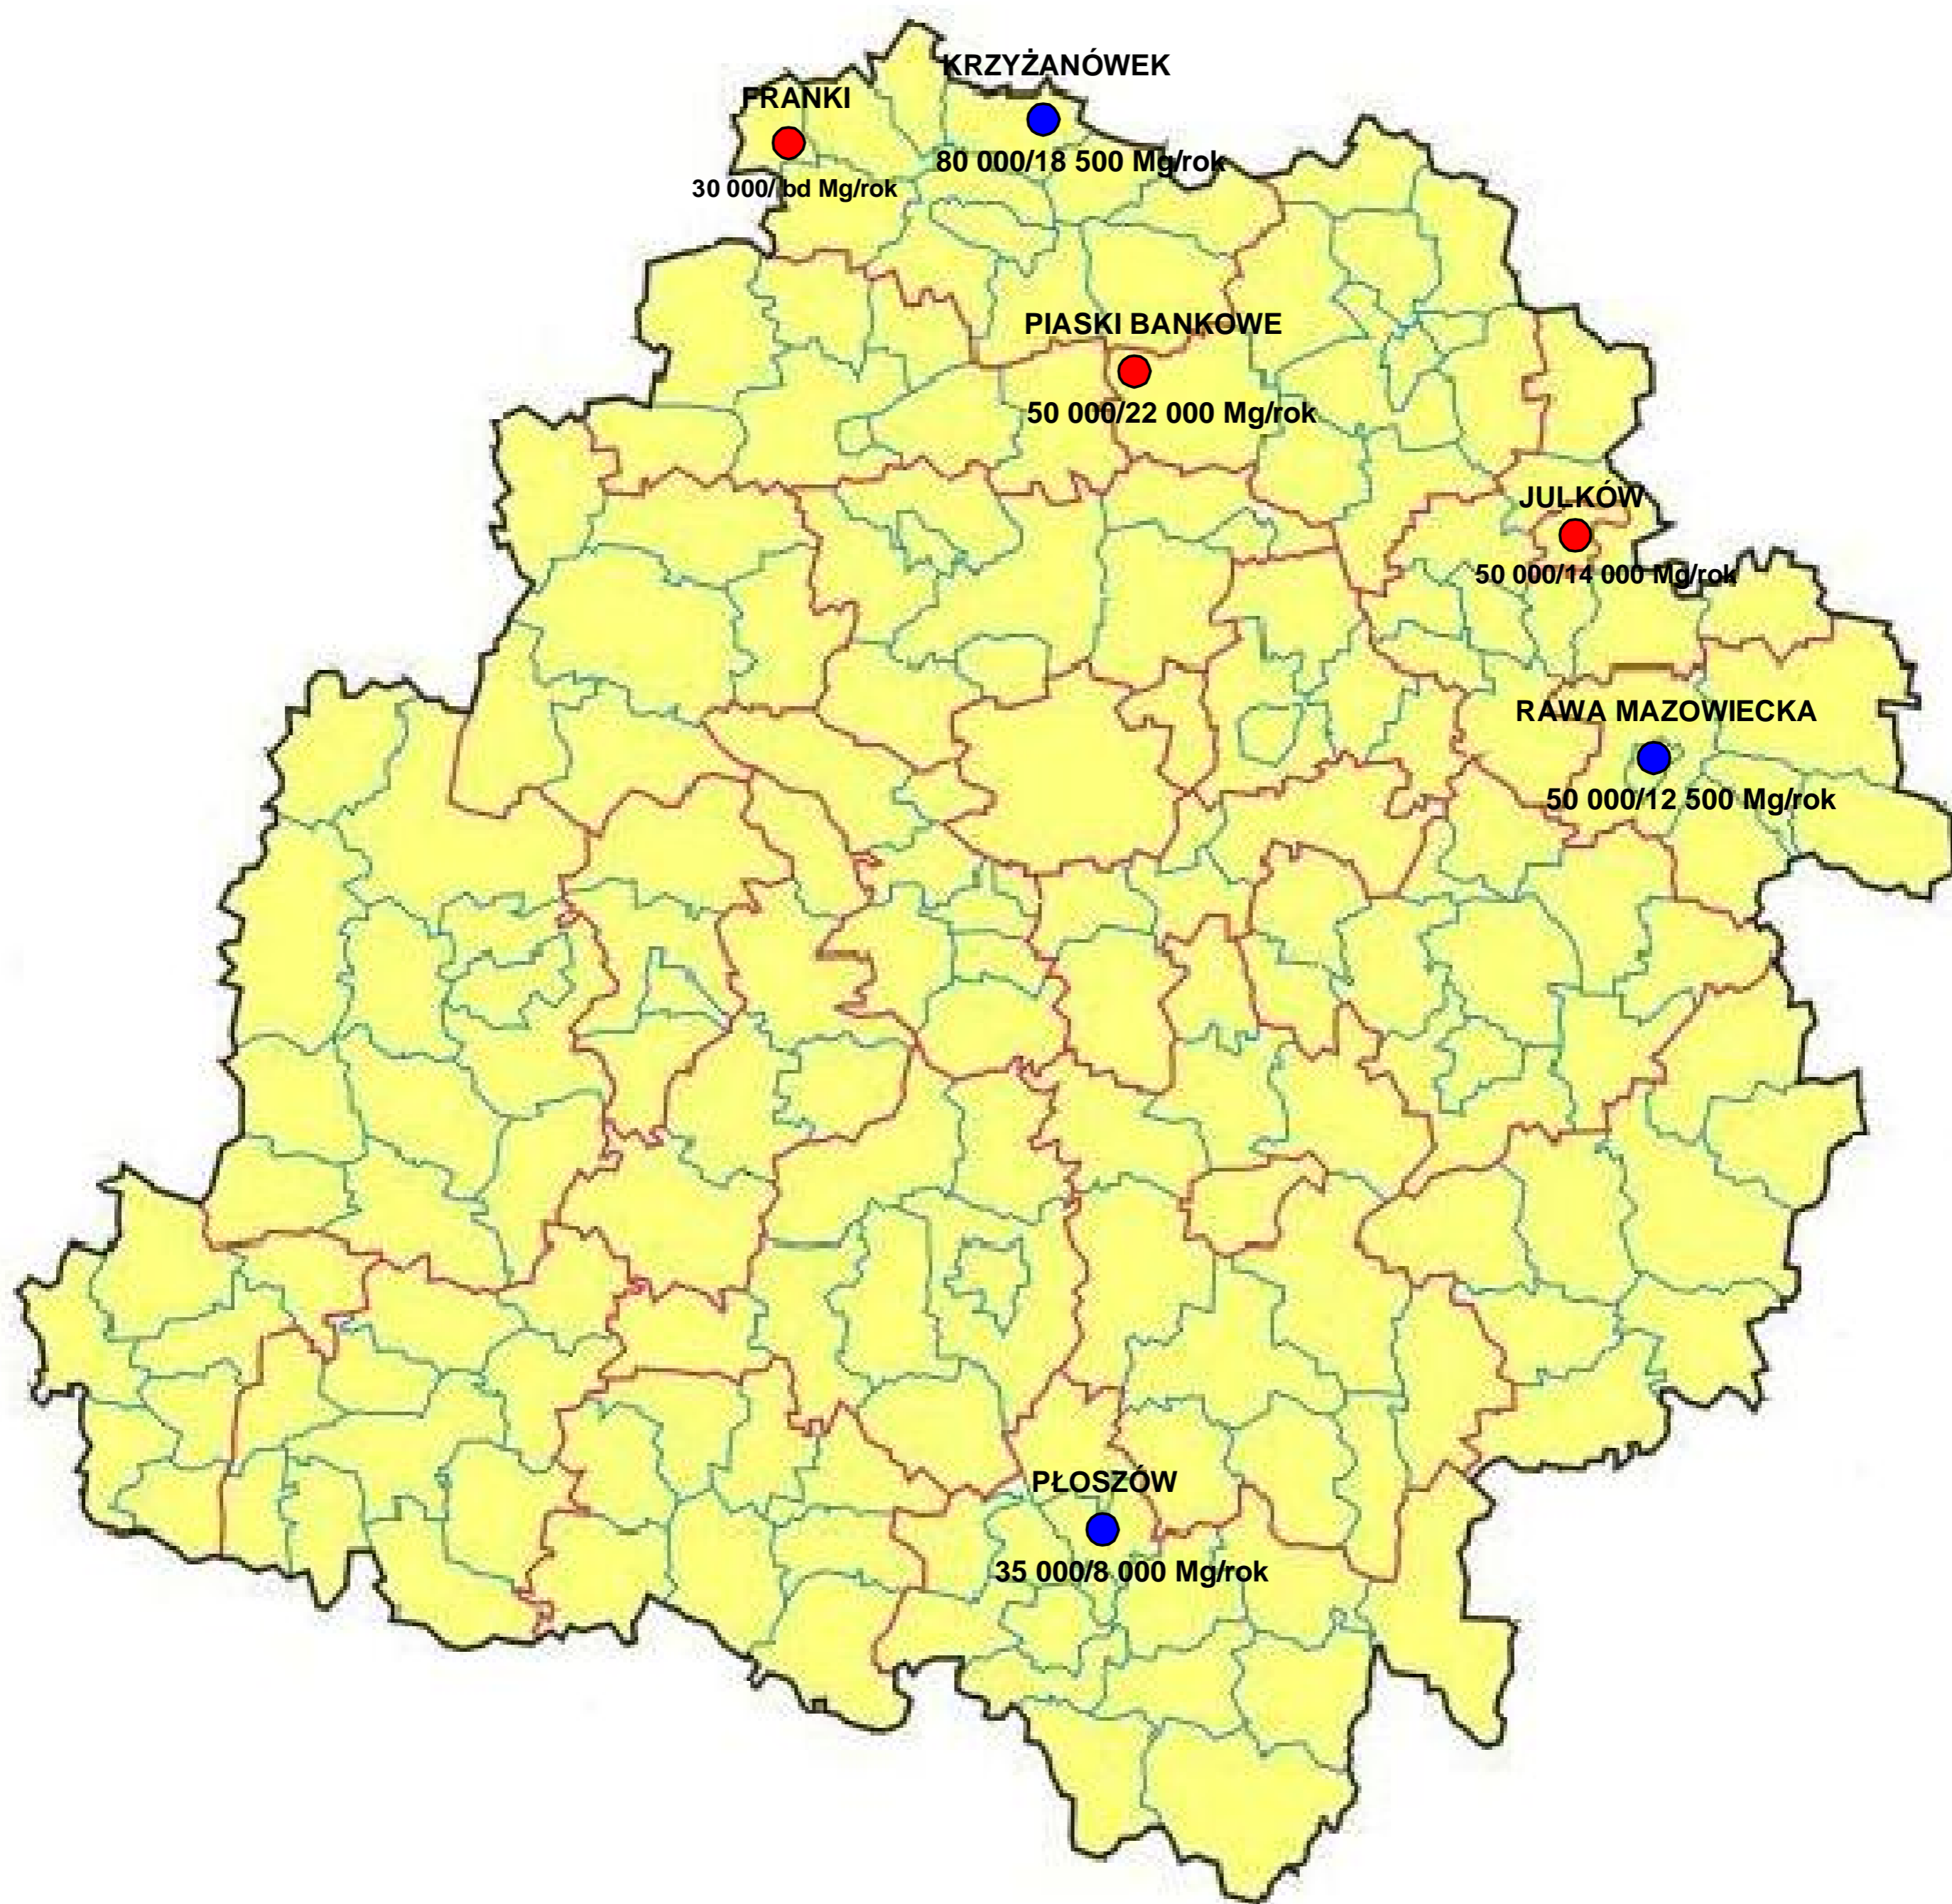 KRZYŻANÓWEK
FRANKI
80 000/18 500 Mg/rok
30 000/ bd Mg/rok
PIASKI BANKOWE
50 000/22 000 Mg/rok
JULKÓW
50 000/14 000 Mg/rok
RAWA MAZOWIECKA
50 000/12 500 Mg/rok
PŁOSZÓW
35 000/8 000 Mg/rok